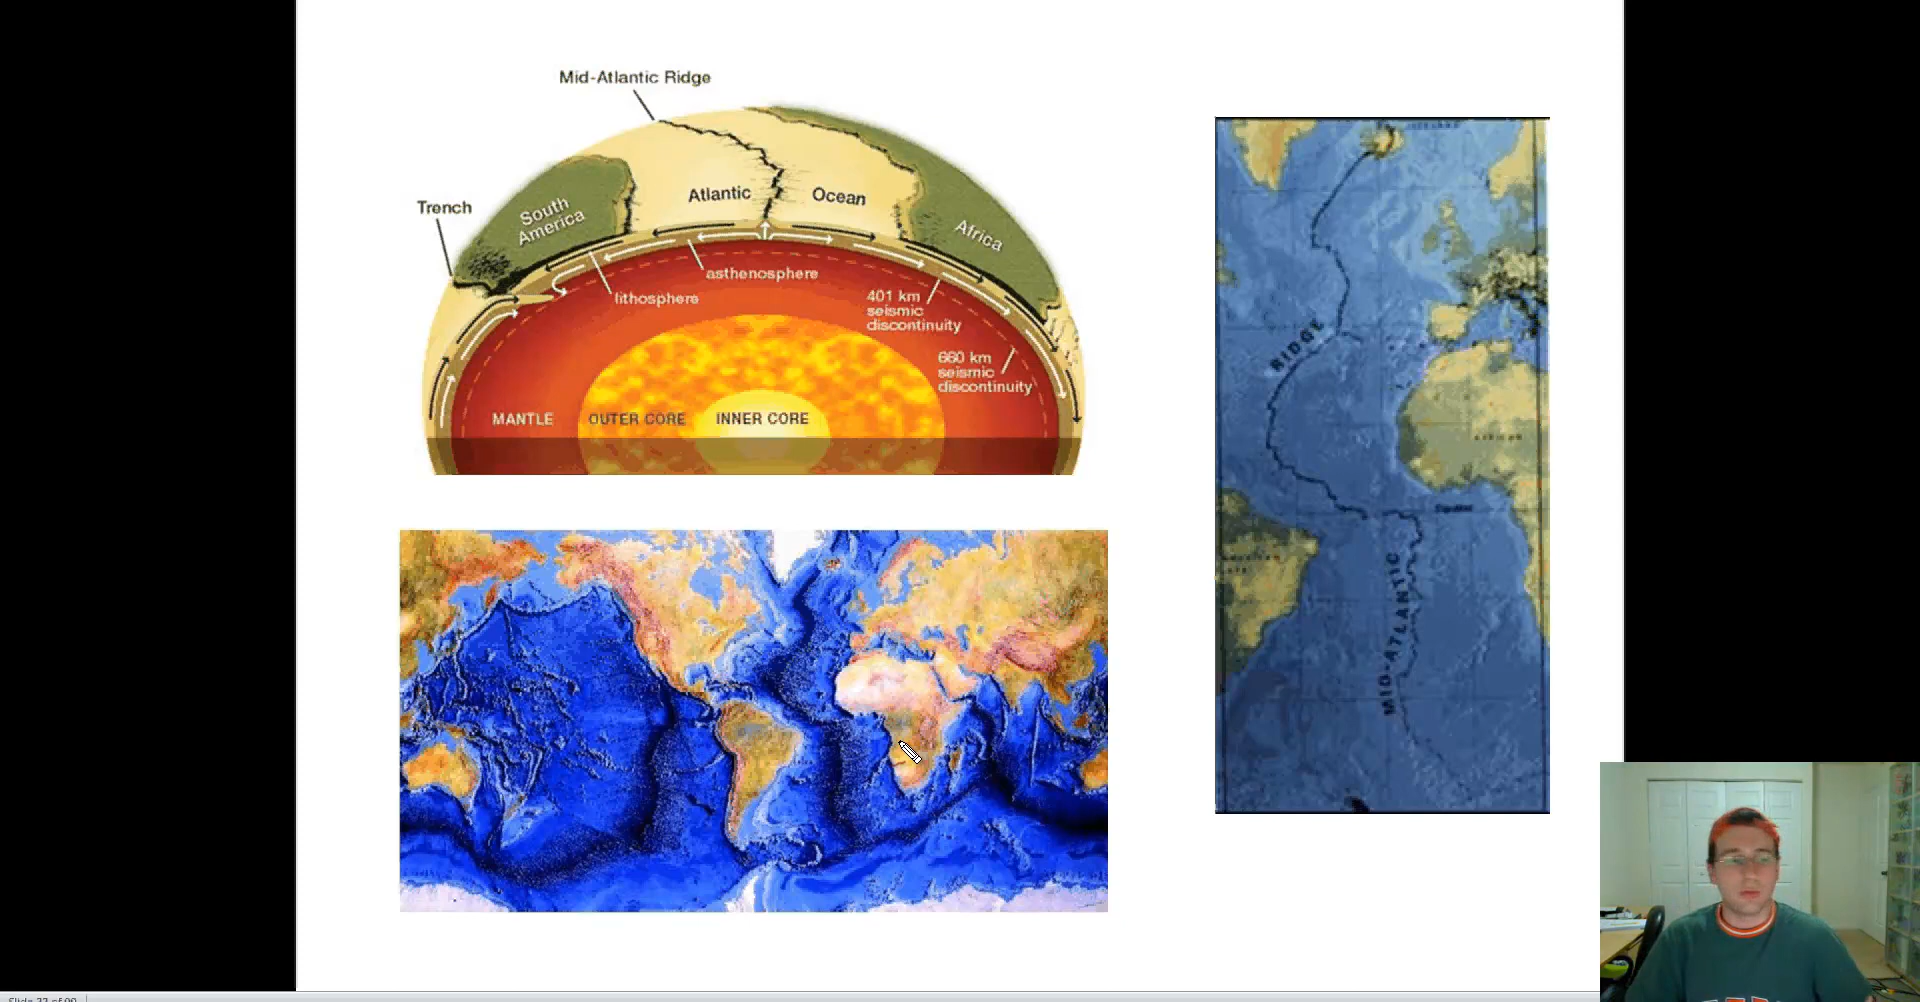 Mid-Atlantic Ridge
Trench
South
America
Atlantic
Ocean
Africa
asthenosphere
lithosphere
401 km
seismic
discontinuity
660 km
seismic
discontinuity
MANTLE
OUTER CORE
INNER CORE
RIDGE
MID-ATLANTIC